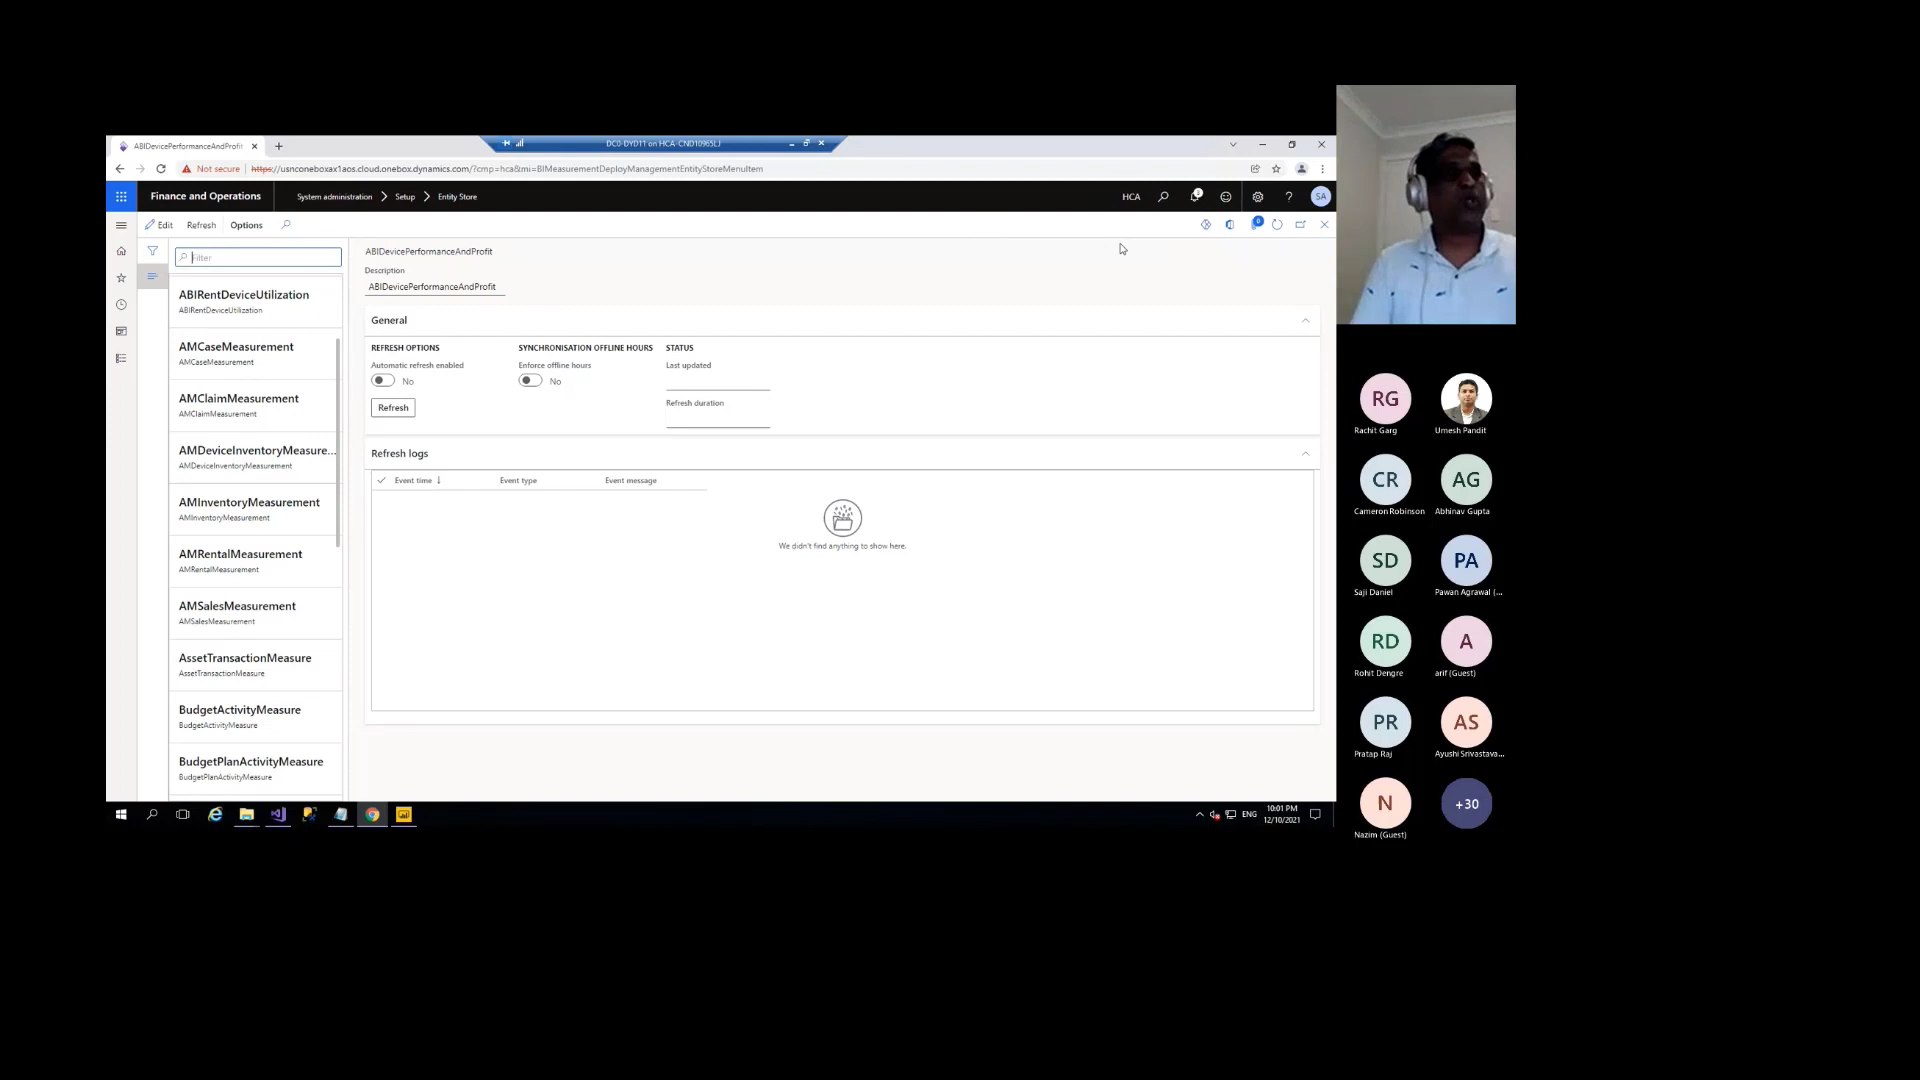 ABIDevicePerformanceAndProfit
DC0-DYD11 on HCA-CND10965LJ
Not secure
https://usnconeboxax1aos.cloud.onebox.dynamics.com/?cmp=hca&mi=BIMeasurementDeployManagementEntityStoreMenuItem
Finance and Operations
System administration
Setup
Entity Store
HCA
SA
Edit
Refresh
Options
0
Filter
ABIRentDeviceUtilization
ABIRentDeviceUtilization
AMCaseMeasurement
AMCaseMeasurement
AMClaimMeasurement
AMClaimMeasurement
AMDeviceInventoryMeasure...
AMDeviceInventoryMeasurement
AMInventoryMeasurement
AMInventoryMeasurement
AMRentalMeasurement
AMRentalMeasurement
AMSalesMeasurement
AMSalesMeasurement
AssetTransactionMeasure
AssetTransactionMeasure
BudgetActivityMeasure
BudgetActivityMeasure
BudgetPlanActivityMeasure
BudgetPlanActivityMeasure
ABIDevicePerformanceAndProfit
Description
ABIDevicePerformanceAndProfit
General
REFRESH OPTIONS
Automatic refresh enabled
No
Refresh
SYNCHRONISATION OFFLINE HOURS
Enforce offline hours
No
STATUS
Last updated
Refresh duration
Refresh logs
Event time
Event type
Event message
We didn't find anything to show here.
ENG
10:01 PM
12/10/2021
RG
Rachit Garg
Umesh Pandit
CR
Cameron Robinson
AG
Abhinav Gupta
SD
Saji Daniel
PA
Pawan Agrawal (...
RD
Rohit Dengre
A
arif (Guest)
PR
Pratap Raj
AS
Ayushi Srivastava...
N
Nazim (Guest)
+30